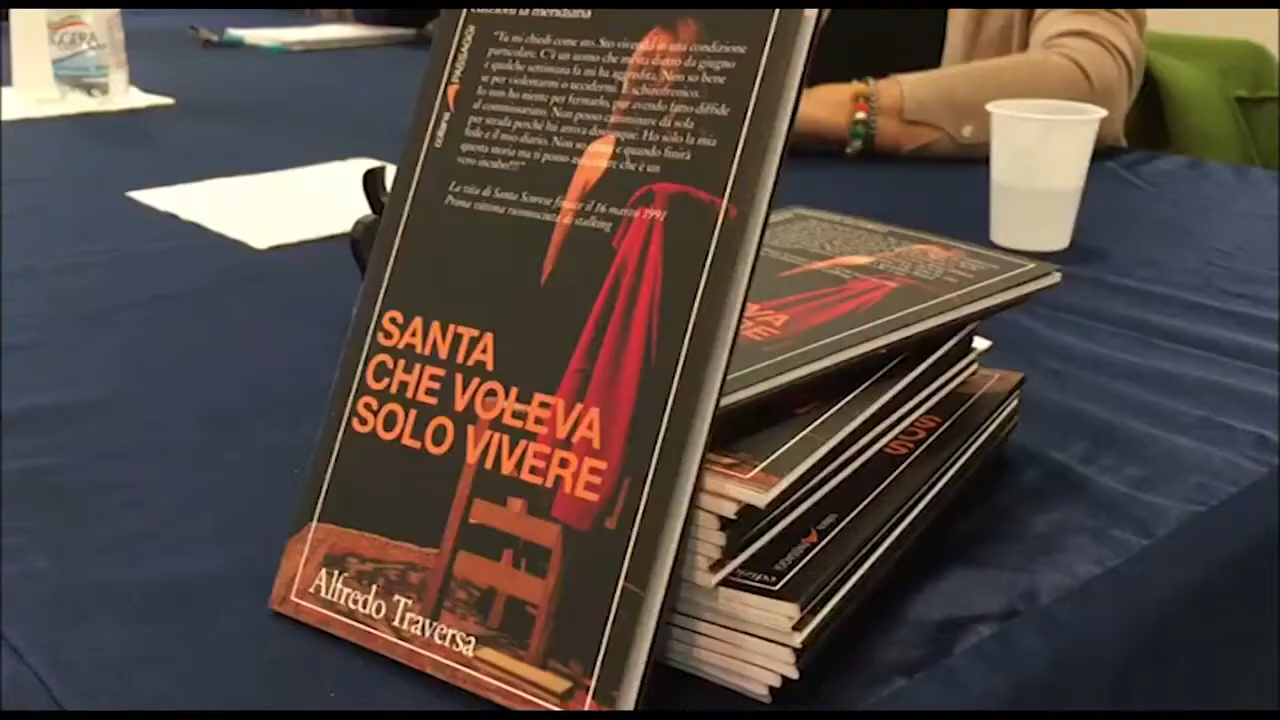 edizioni la meridiana
"Tu mi chiedi come sto. Sto vivendo in una condizione
particolare. C'è un uomo che mi sta dietro da giugno
e qualche settimana fa mi ha aggredita. Non so bene
se per violentarmi o uccidermi. È schizofrenico.
Io non ho niente per fermarlo, pur avendo fatto diffide
al commissariato. Non posso camminare da sola
per strada perché lui arriva dovunque. Ho solo la mia
fede e il mio diario. Non so come e quando finirà
questa storia ma ti posso assicurare che è un
vero incubo!!!"
La vita di Santa Scorese finisce il 16 marzo 1991
Prima vittima riconosciuta di stalking
collana PASSAGGI
SANTA
CHE VOLEVA
SOLO VIVERE
Alfredo Traversa